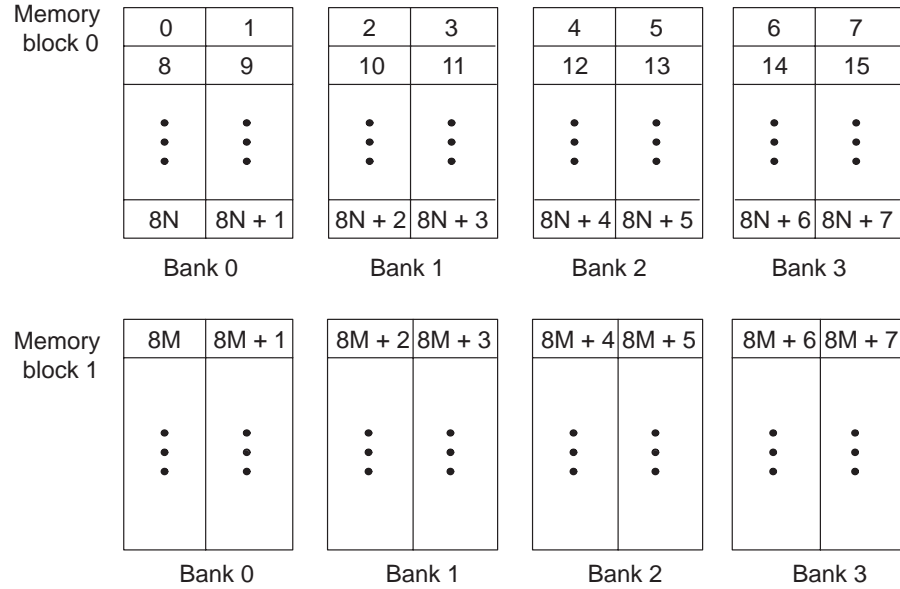 Memory block 0
0 1 2 3 4 5 6 7
8 9 10 11 12 13 14 15
8N 8N + 1 8N + 2 8N + 3 8N + 4 8N + 5 8N + 6 8N + 7
Bank 0 Bank 1 Bank 2 Bank 3
Memory block 1
8M 8M + 1 8M + 2 8M + 3 8M + 4 8M + 5 8M + 6 8M + 7
Bank 0 Bank 1 Bank 2 Bank 3